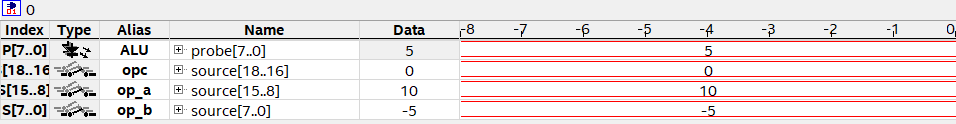 0
Index Type Alias Name Data -8 -7 -6 -5 -4 -3 -2 -1 0
P[7..0] ALU probe[7..0] 5 5
[18..16 opc source[18..16] 0 0
S[15..8] op_a source[15..8] 10 10
S[7..0] op_b source[7..0] -5 -5